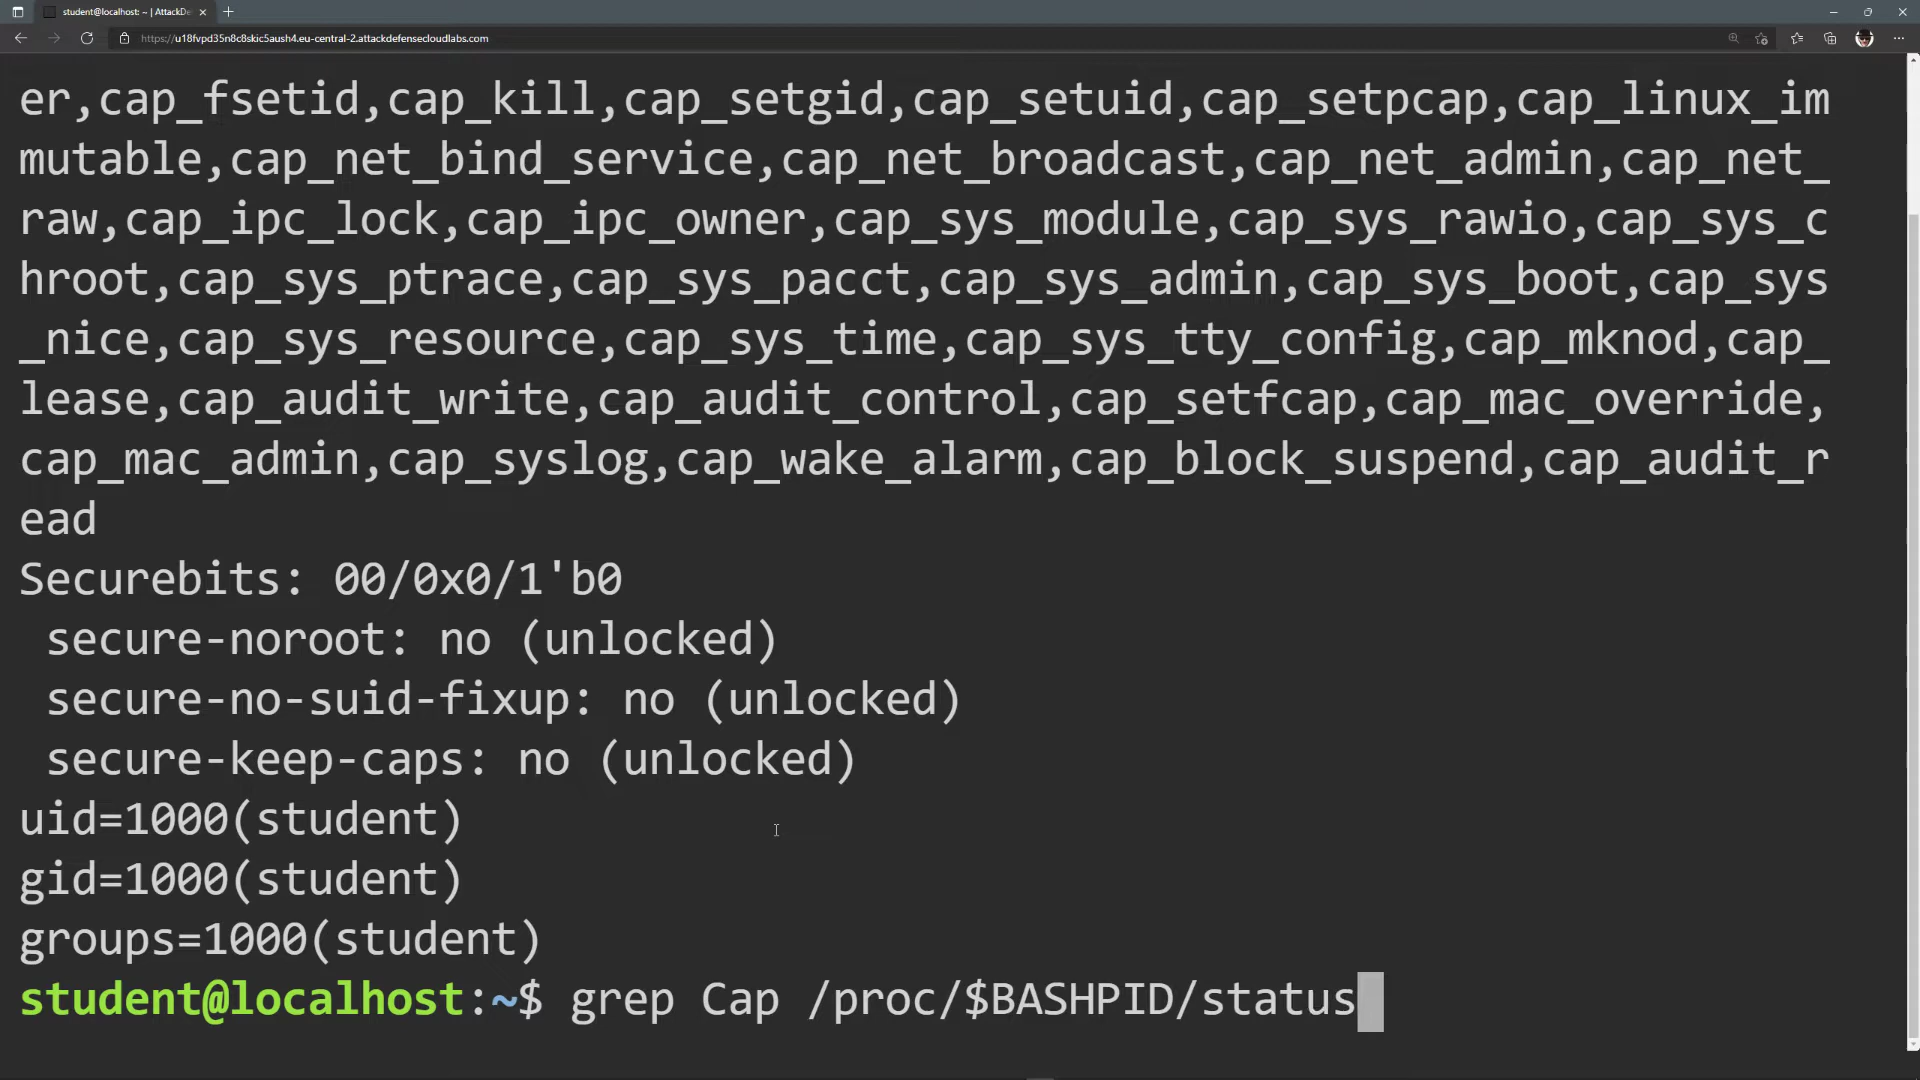 student@localhost: ~ | AttackDe
https://u18fvpd35n8c8skic5aush4.eu-central-2.attackdefensecloudlabs.com
er,cap_fsetid,cap_kill,cap_setgid,cap_setuid,cap_setpcap,cap_linux_im
mutable,cap_net_bind_service,cap_net_broadcast,cap_net_admin,cap_net_
raw,cap_ipc_lock,cap_ipc_owner,cap_sys_module,cap_sys_rawio,cap_sys_c
hroot,cap_sys_ptrace,cap_sys_pacct,cap_sys_admin,cap_sys_boot,cap_sys
_nice,cap_sys_resource,cap_sys_time,cap_sys_tty_config,cap_mknod,cap_
lease,cap_audit_write,cap_audit_control,cap_setfcap,cap_mac_override,
cap_mac_admin,cap_syslog,cap_wake_alarm,cap_block_suspend,cap_audit_r
ead
Securebits: 00/0x0/1'b0
secure-noroot: no (unlocked)
secure-no-suid-fixup: no (unlocked)
secure-keep-caps: no (unlocked)
uid=1000(student)
gid=1000(student)
groups=1000(student)
student@localhost:~$ grep Cap /proc/$BASHPID/status